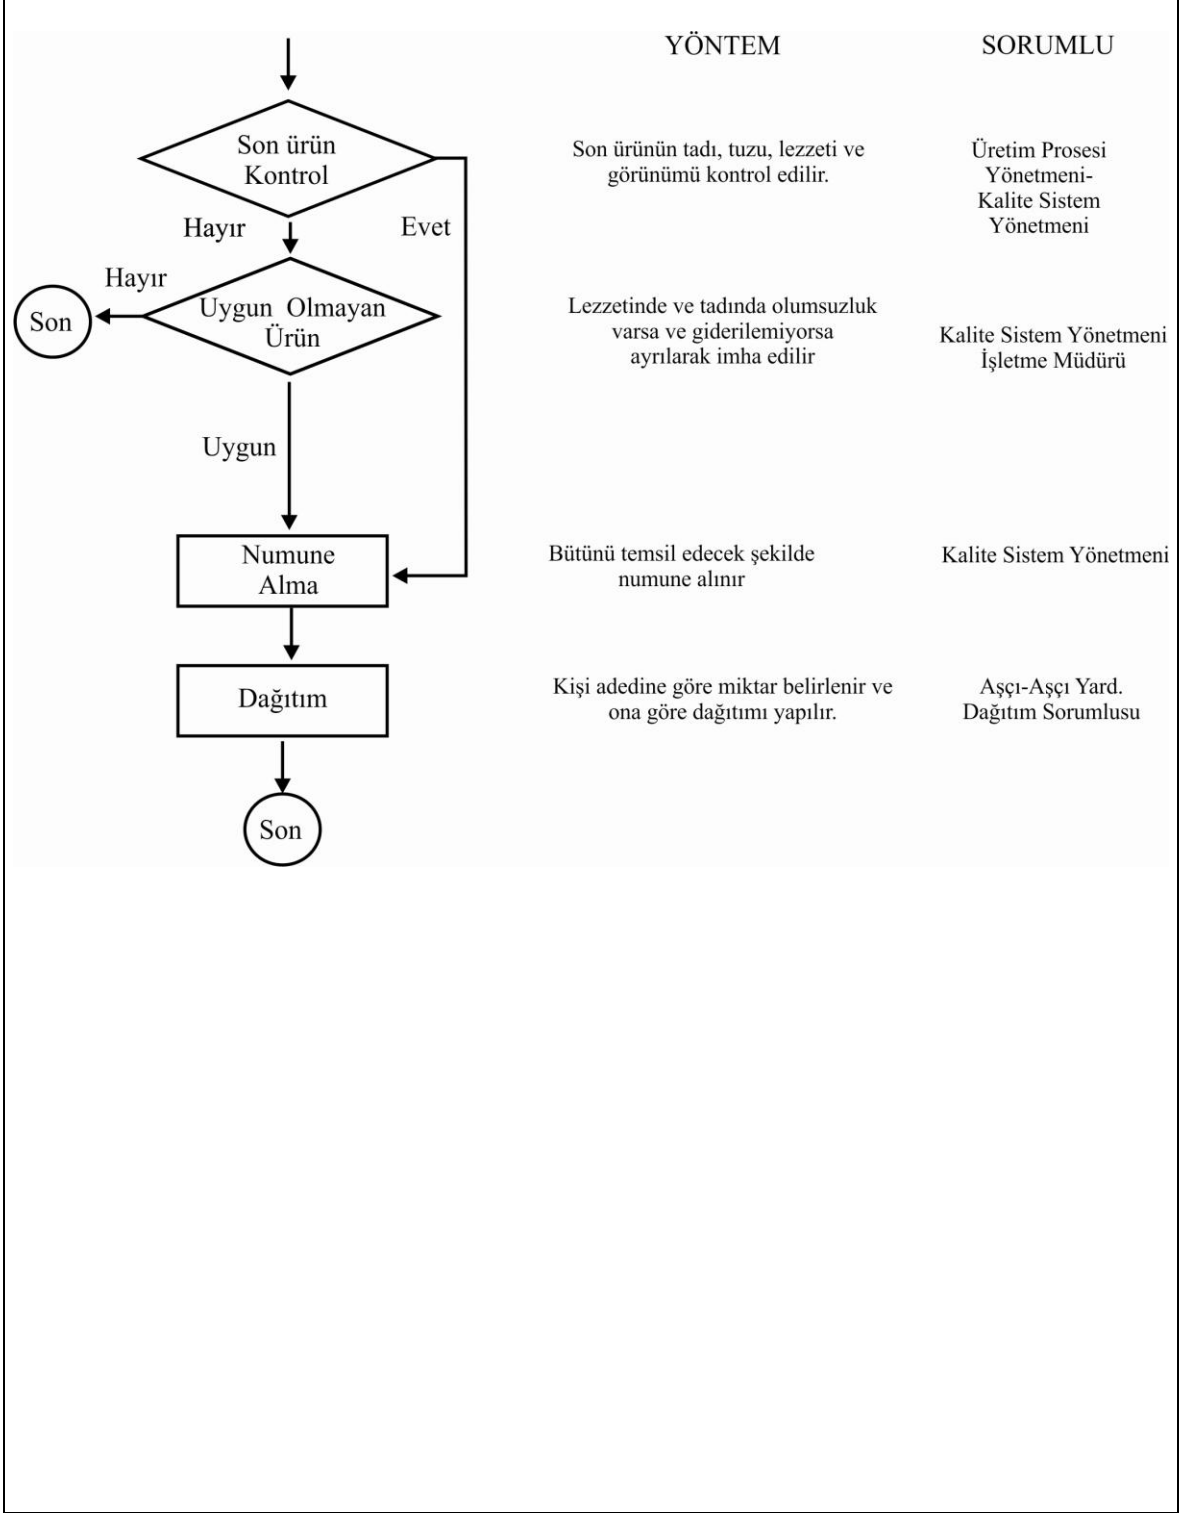 YÖNTEM
SORUMLU
Son ürün
Kontrol
Son ürünün tadı, tuzu, lezzeti ve
görünümü kontrol edilir.
Üretim Prosesi
Yönetmeni-
Kalite Sistem
Yönetmeni
Hayır
Evet
Hayır
Son
Uygun Olmayan
Ürün
Lezzetinde ve tadında olumsuzluk
varsa ve giderilemiyorsa
ayrılarak imha edilir
Kalite Sistem Yönetmeni
İşletme Müdürü
Uygun
Numune
Alma
Bütünü temsil edecek şekilde
numune alınır
Kalite Sistem Yönetmeni
Dağıtım
Kişi adedine göre miktar belirlenir ve
ona göre dağıtımı yapılır.
Aşçı-Aşçı Yard.
Dağıtım Sorumlusu
Son